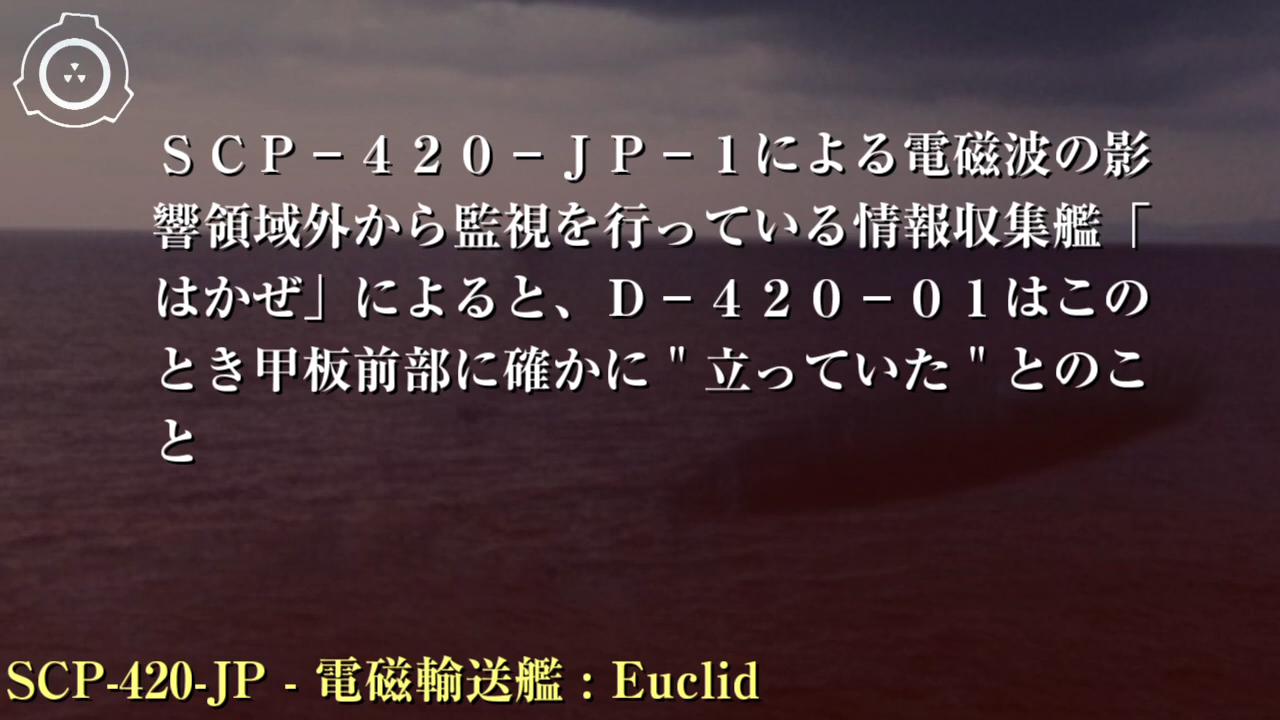 SCP-420-JP-1による電磁波の影
響領域外から監視を行っている情報収集艦「
はかぜ」によると、D-420-01はこの
とき甲板前部に確かに"立っていた"とのこ
と
SCP-420-JP - 電磁輸送艦:Euclid